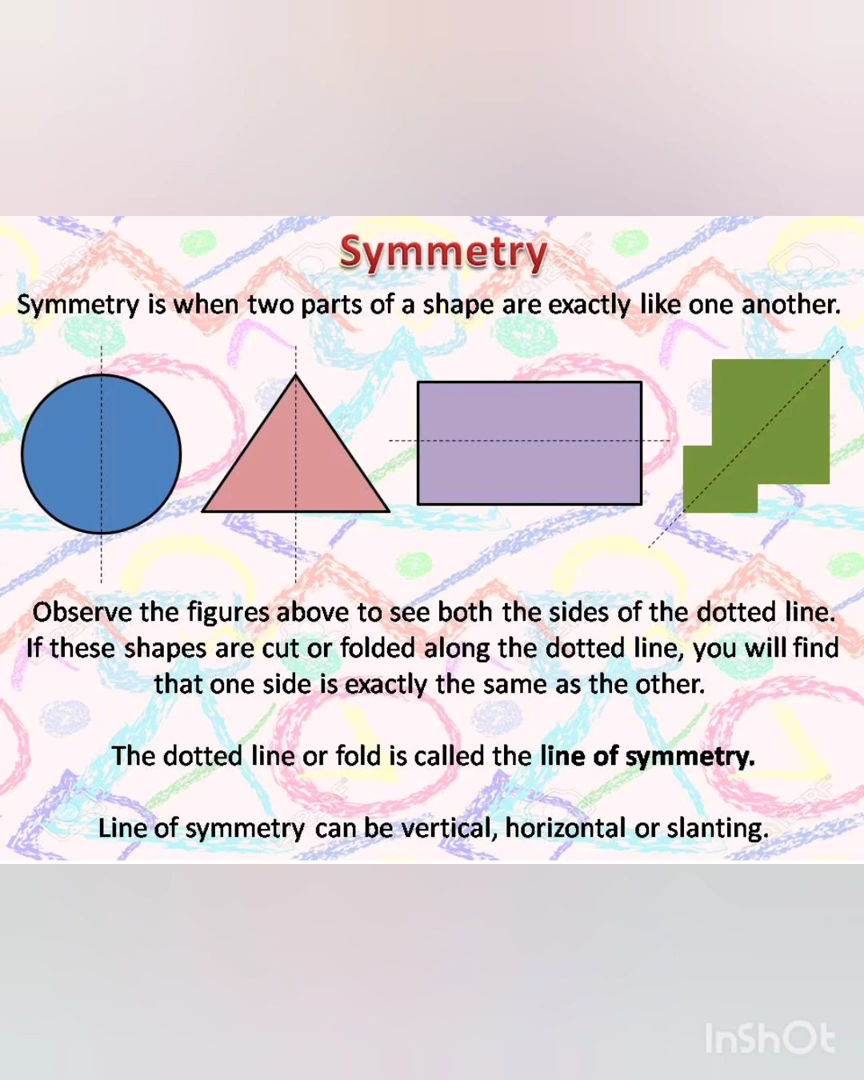 Symmetry
Symmetry is when two parts of a shape are exactly like one another.
Observe the figures above to see both the sides of the dotted line.
If these shapes are cut or folded along the dotted line, you will find
that one side is exactly the same as the other.
The dotted line or fold is called the line of symmetry.
Line of symmetry can be vertical, horizontal or slanting.
InShOt